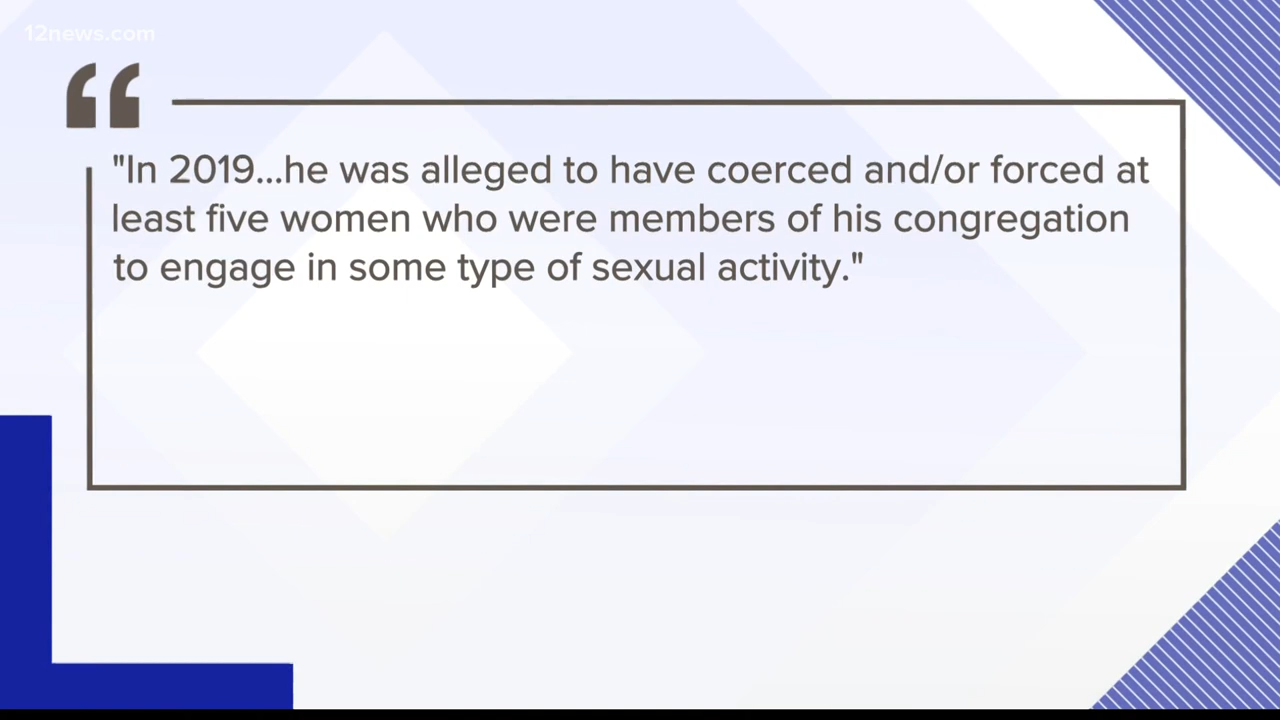 12news.com
“
"In 2019...he was alleged to have coerced and/or forced at
least five women who were members of his congregation
to engage in some type of sexual activity."